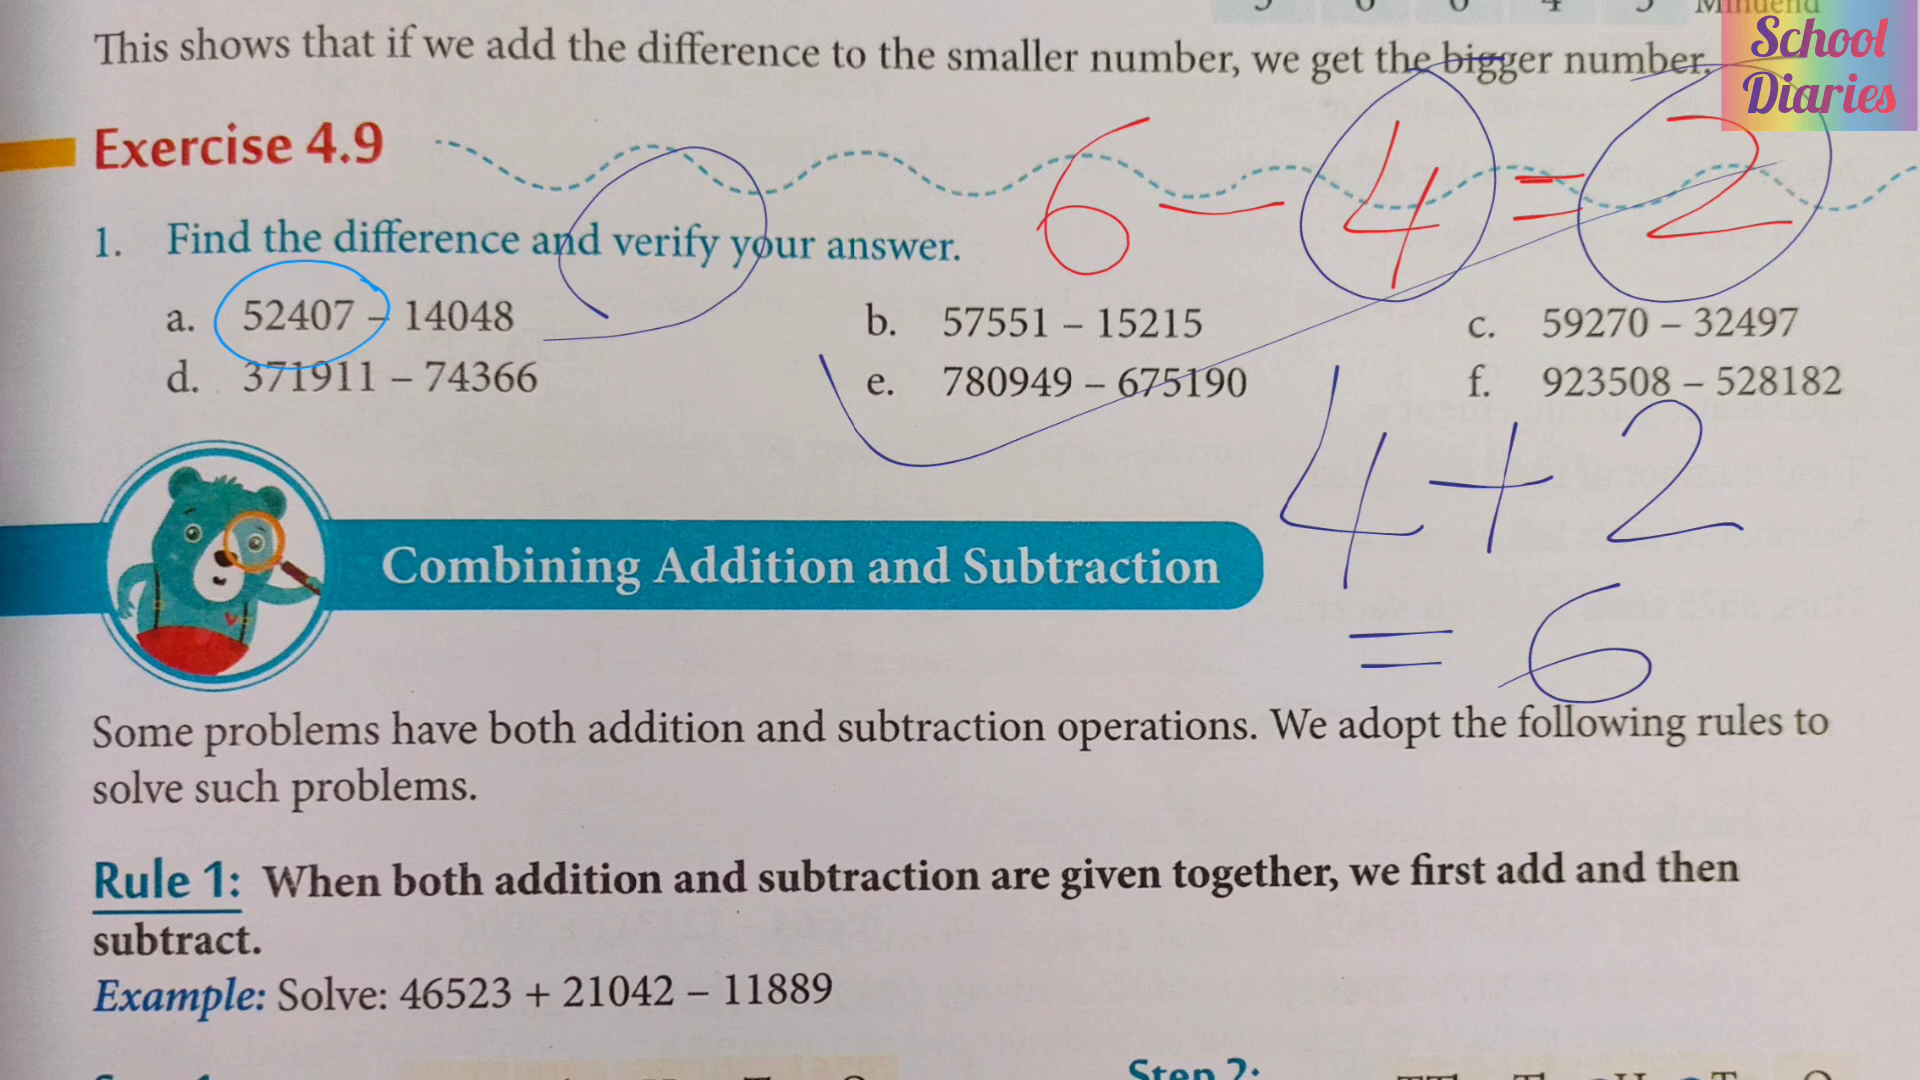 This shows that if we add the difference to the smaller number, we get the bigger number.
School
Diaries
Exercise 4.9
6 - 4 = 2
1. Find the difference and verify your answer.
a. 52407 – 14048
b. 57551 – 15215
c. 59270 – 32497
d. 371911 – 74366
e. 780949 – 675190
f. 923508 – 528182
4 + 2
= 6
Combining Addition and Subtraction
Some problems have both addition and subtraction operations. We adopt the following rules to
solve such problems.
Rule 1: When both addition and subtraction are given together, we first add and then
subtract.
Example: Solve: 46523 + 21042 – 11889
Step 2: